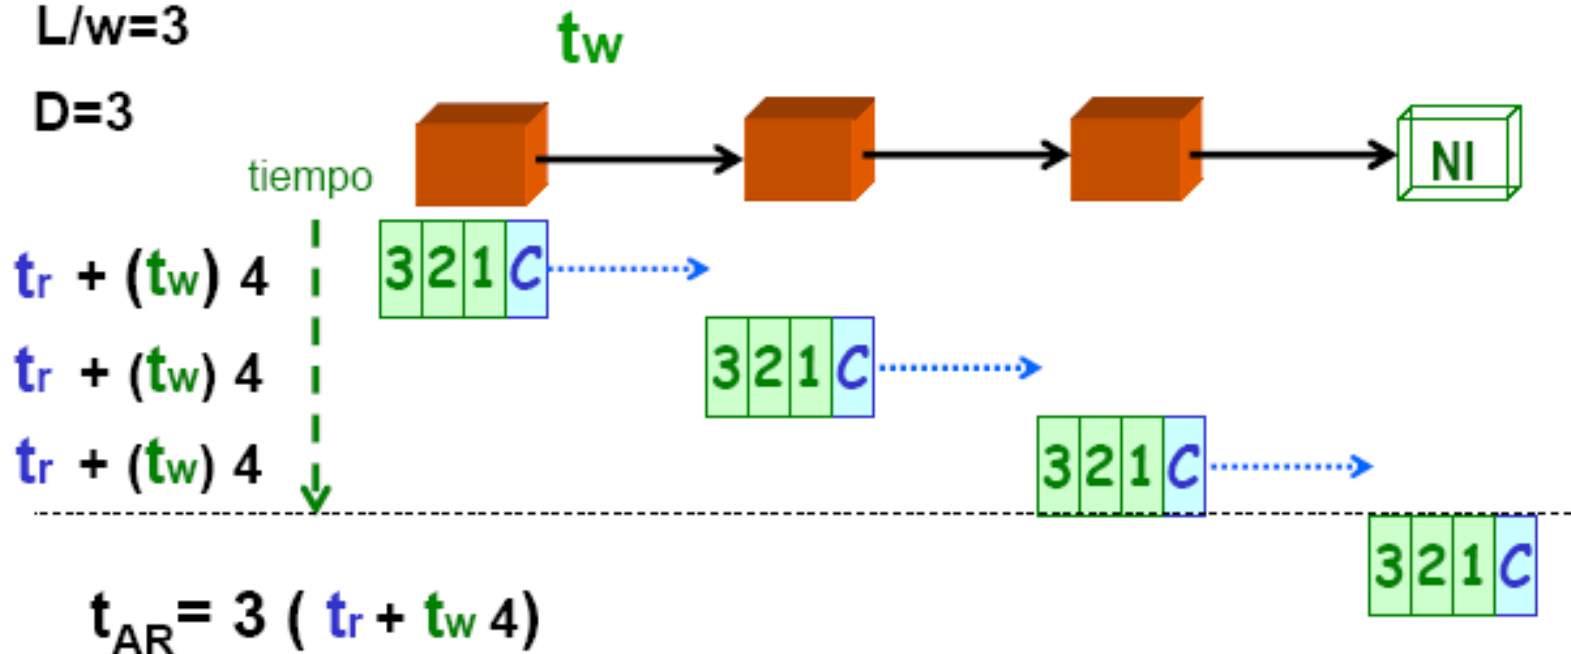 L/w=3
tw
D=3
NI
tiempo
tr + (tw) 4
3 2 1 C
tr + (tw) 4
3 2 1 C
tr + (tw) 4
3 2 1 C
3 2 1 C
tAR= 3 ( tr + tw 4)